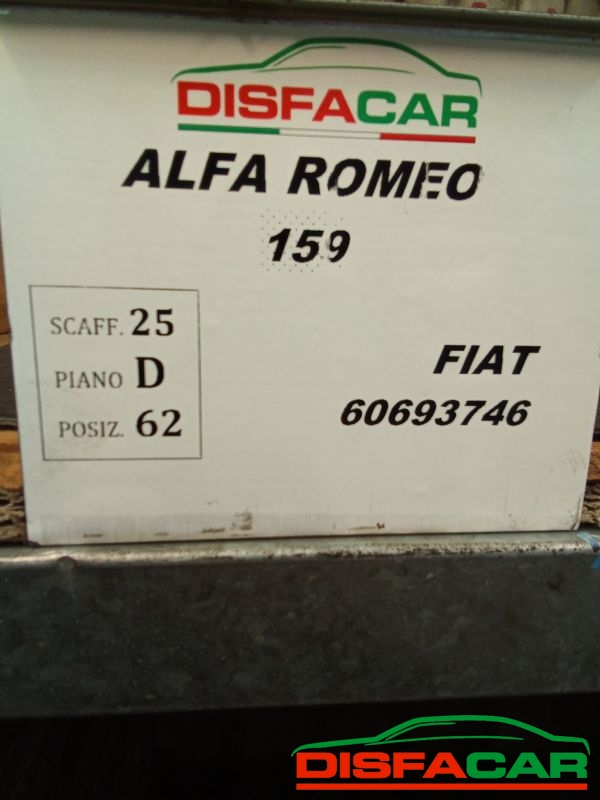 DISFACAR
ALFA ROMEO
159
SCAFF. 25
PIANO D
POSIZ. 62
FIAT
60693746
DISFACAR